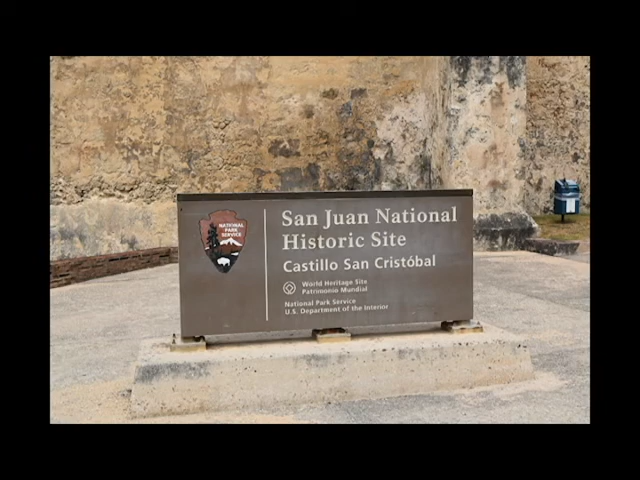 NATIONAL
PARK
SERVICE
San Juan National
Historic Site
Castillo San Cristóbal
World Heritage Site
Patrimonio Mundial
National Park Service
U.S. Department of the Interior